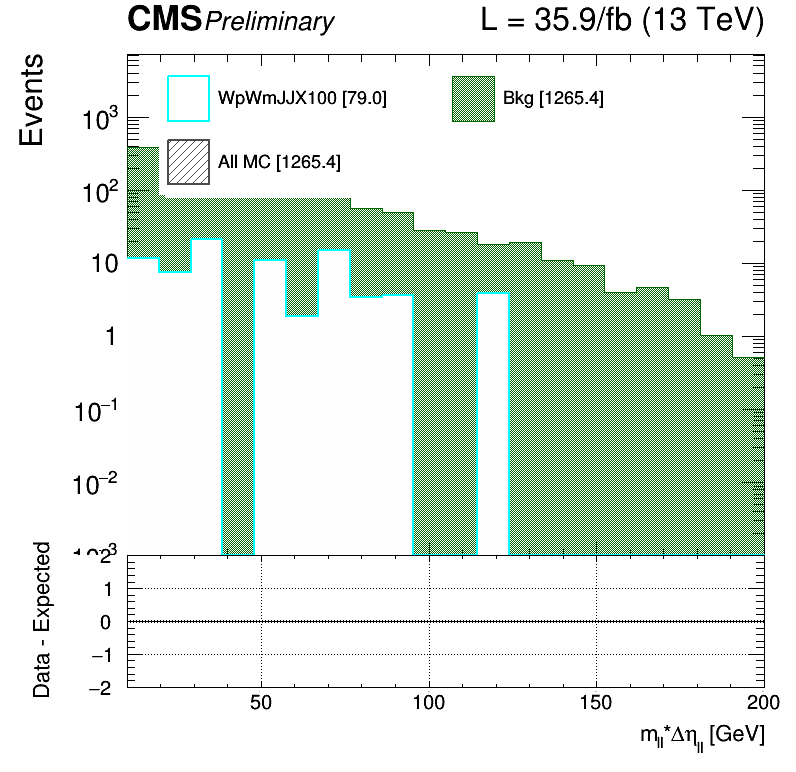 CMS Preliminary L = 35.9/fb (13 TeV)
Events
WpWmJJX100 [79.0] Bkg [1265.4]
All MC [1265.4]
10³
10²
10
1
10⁻¹
10⁻²
Data - Expected
2
1
0
−1
−2
50 100 150 200
m_ll*Δη_ll [GeV]